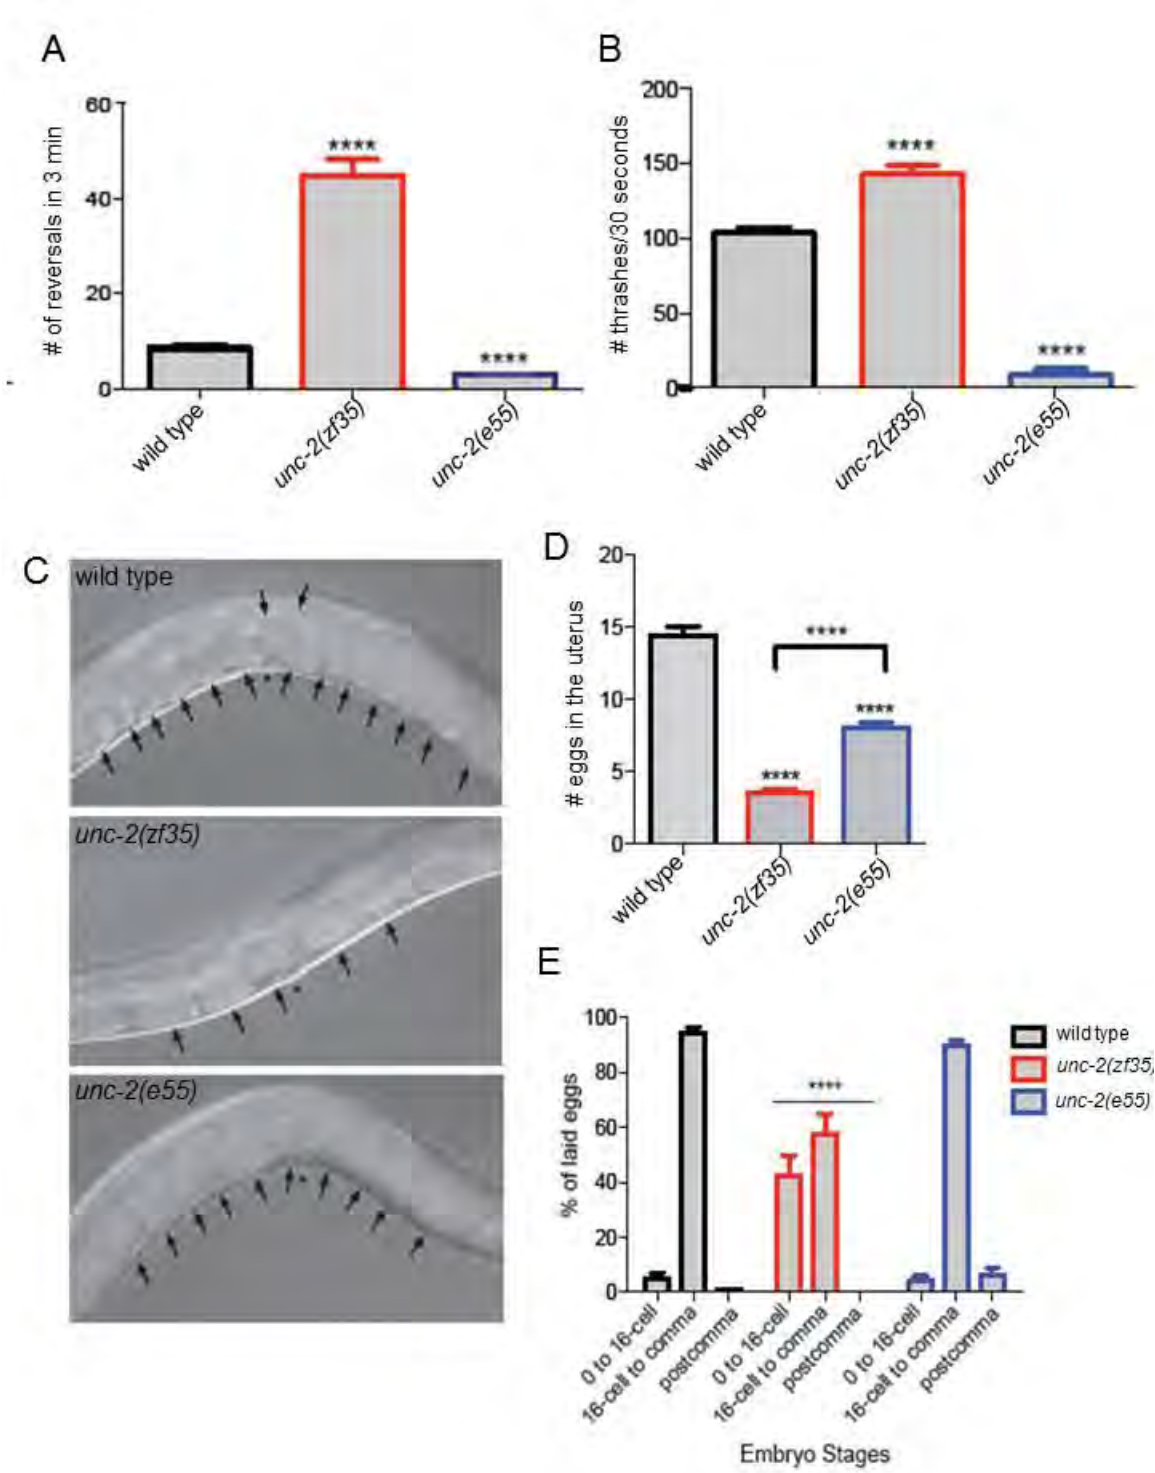 A
# of reversals in 3 min
60
40
20
0
****
****
wild type
unc-2(zf35)
unc-2(e55)
B
# thrashes/30 seconds
200
150
100
50
0
****
****
wild type
unc-2(zf35)
unc-2(e55)
C
wild type
unc-2(zf35)
unc-2(e55)
D
# eggs in the uterus
20
15
10
5
0
****
****
****
wild type
unc-2(zf35)
unc-2(e55)
E
% of laid eggs
100
80
60
40
20
0
****
wild type
unc-2(zf35)
unc-2(e55)
0 to 16-cell
16-cell to comma
postcomma
0 to 16-cell
16-cell to comma
postcomma
0 to 16-cell
16-cell to comma
postcomma
Embryo Stages